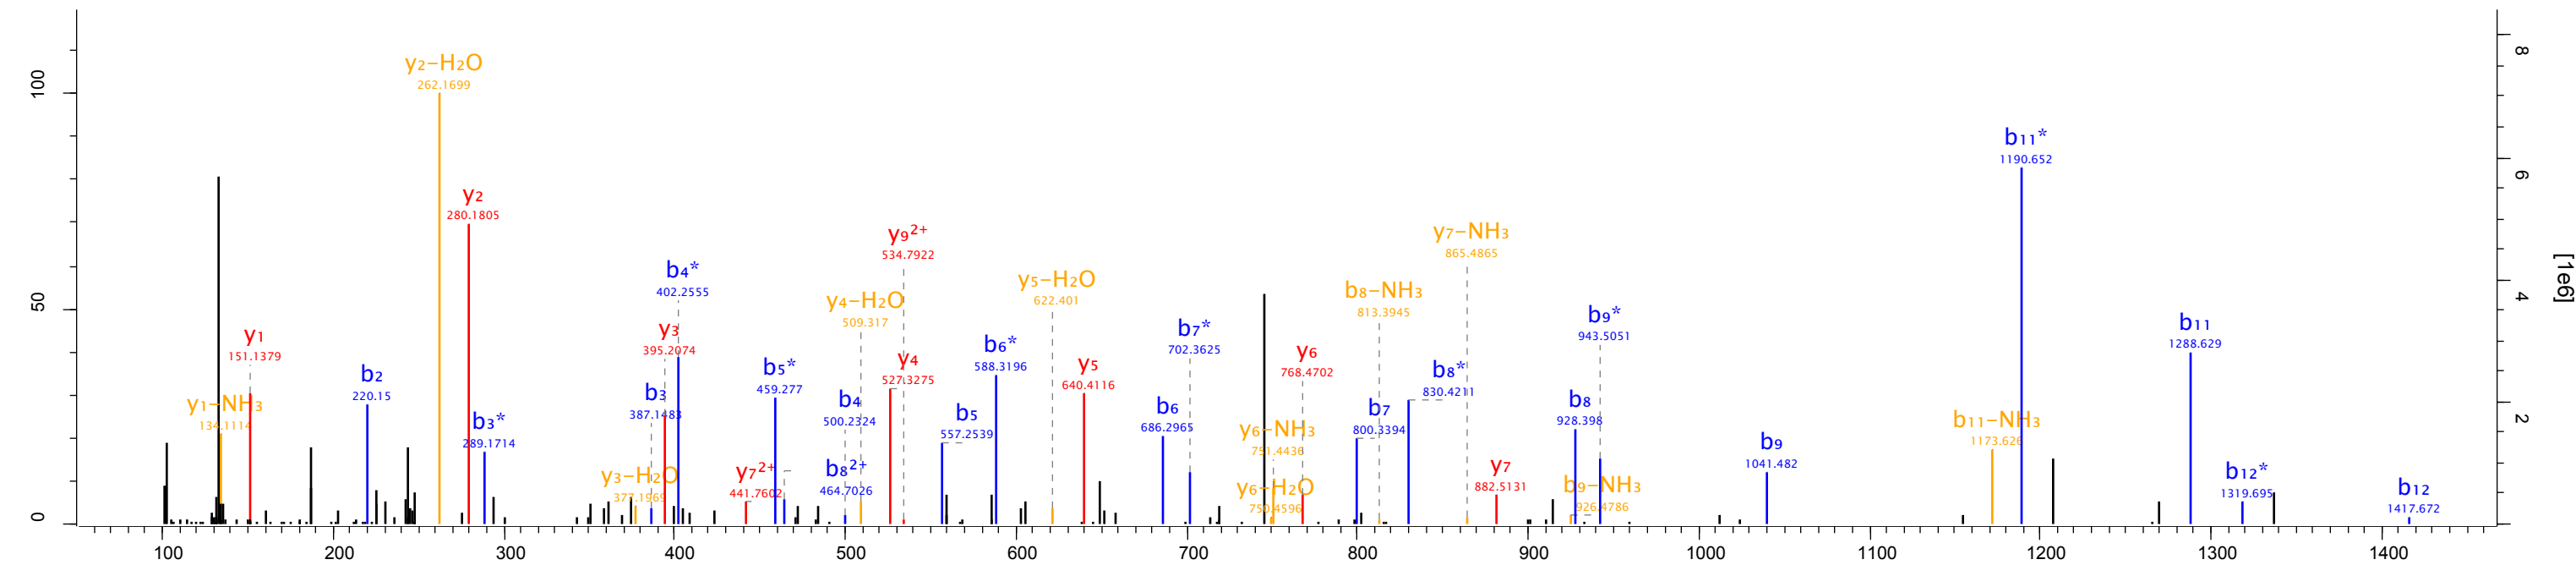 y₂-H₂O
262.1699
y₂
280.1805
y₁
151.1379
y₁-NH₃
134.1114
b₂
220.15
b₃*
289.1714
b₄*
402.2555
y₃
395.2074
b₃
387.1483
y₃-H₂O
377.1969
y₇²⁺
441.7602
b₅*
459.277
b₄
500.2324
b₈²⁺
464.7026
y₄-H₂O
509.317
y₉²⁺
534.7922
y₄
527.3275
b₅
557.2539
b₆*
588.3196
y₅-H₂O
622.401
y₅
640.4116
b₆
686.2965
b₇*
702.3625
y₆-NH₃
751.4436
y₆-H₂O
750.4596
y₆
768.4702
b₈-NH₃
813.3945
b₇
800.3394
b₈*
830.4211
y₇-NH₃
865.4865
y₇
882.5131
b₈
928.398
b₉*
943.5051
b₉-NH₃
926.4786
b₉
1041.482
b₁₁*
1190.652
b₁₁-NH₃
1173.626
b₁₁
1288.629
b₁₂*
1319.695
b₁₂
1417.672
100
50
0
8
6
4
2
0
[1e6]
100 200 300 400 500 600 700 800 900 1000 1100 1200 1300 1400